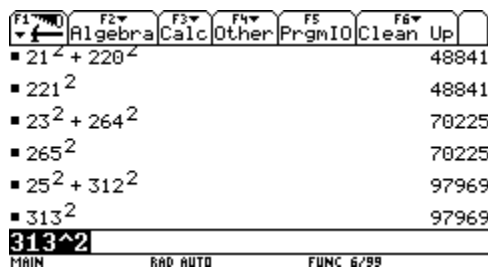 F1 F2 Algebra F3 Calc F4 Other F5 PrgmIO F6 Clean Up
▪ 21² + 220² 48841
▪ 221² 48841
▪ 23² + 264² 70225
▪ 265² 70225
▪ 25² + 312² 97969
▪ 313² 97969
313^2
MAIN RAD AUTO FUNC 6/99